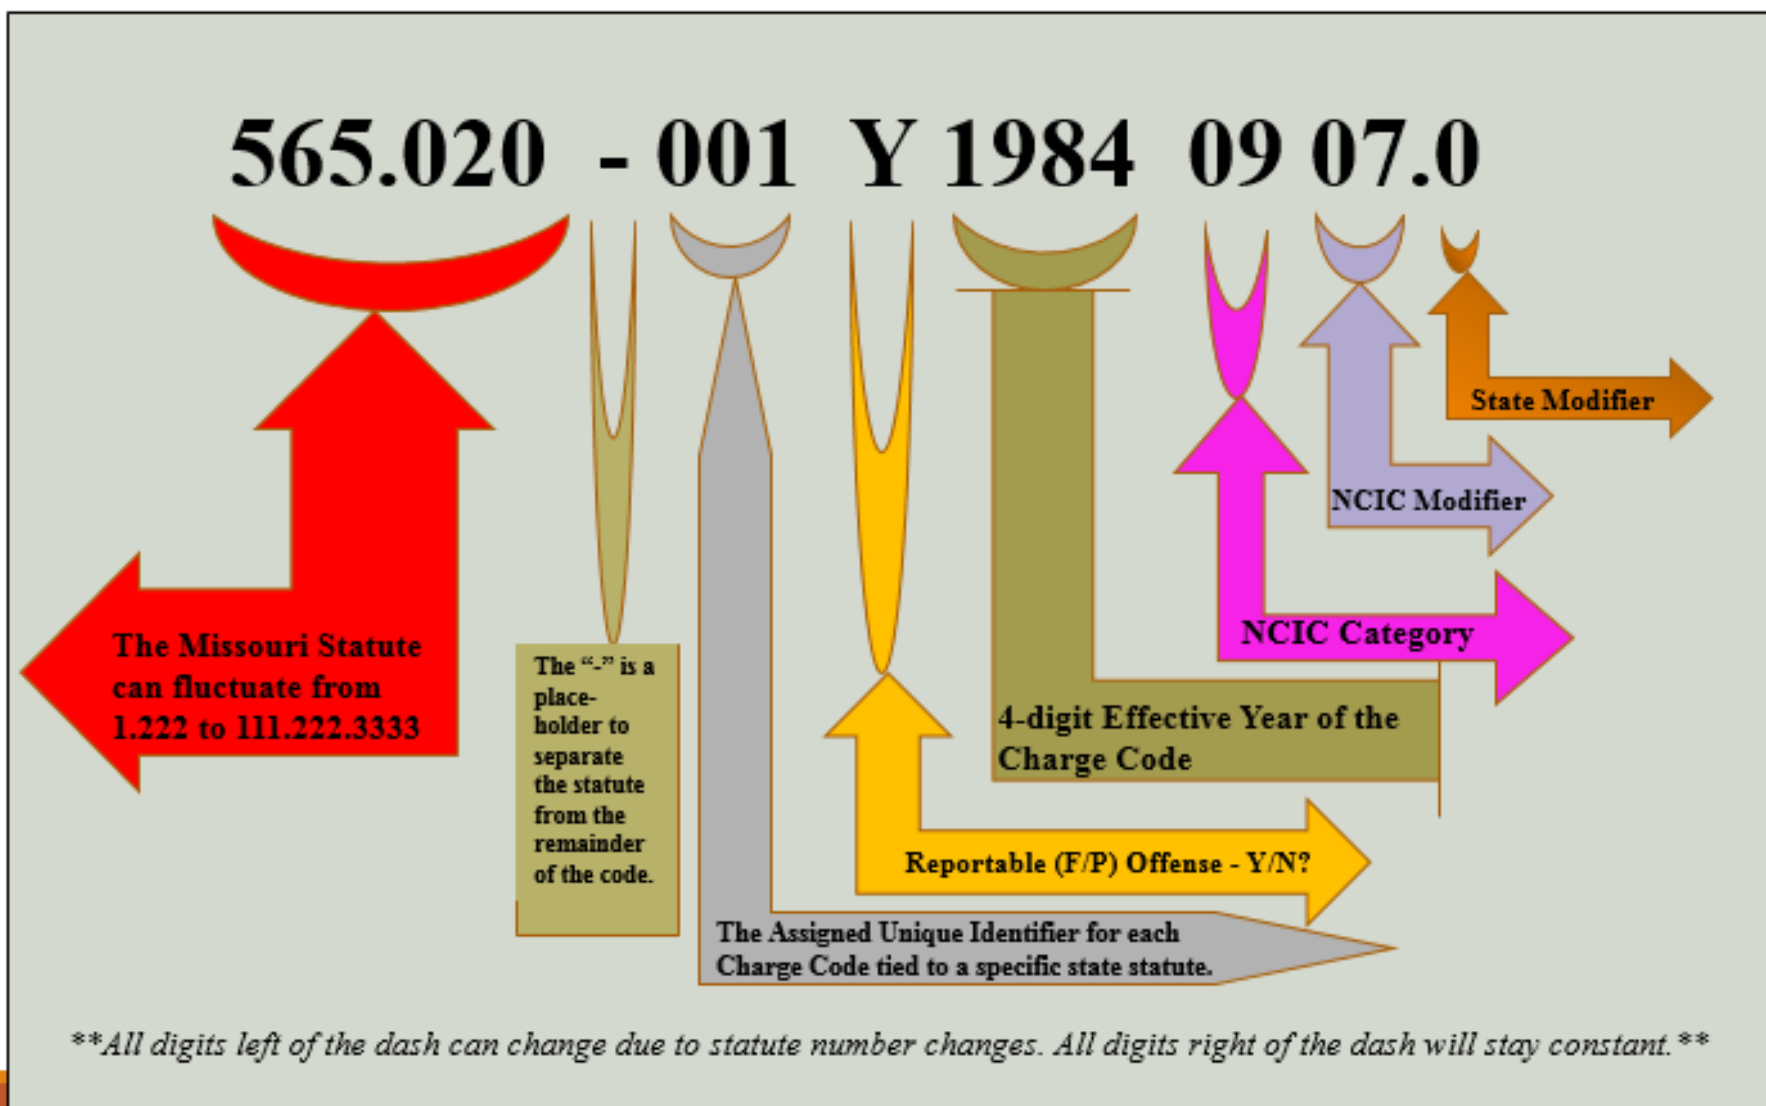 565.020 - 001 Y 1984 09 07.0
State Modifier
NCIC Modifier
NCIC Category
The Missouri Statute
can fluctuate from
1.222 to 111.222.3333
The “-” is a
place-
holder to
separate
the statute
from the
remainder
of the code.
4-digit Effective Year of the
Charge Code
Reportable (F/P) Offense - Y/N?
The Assigned Unique Identifier for each
Charge Code tied to a specific state statute.
**All digits left of the dash can change due to statute number changes. All digits right of the dash will stay constant.**